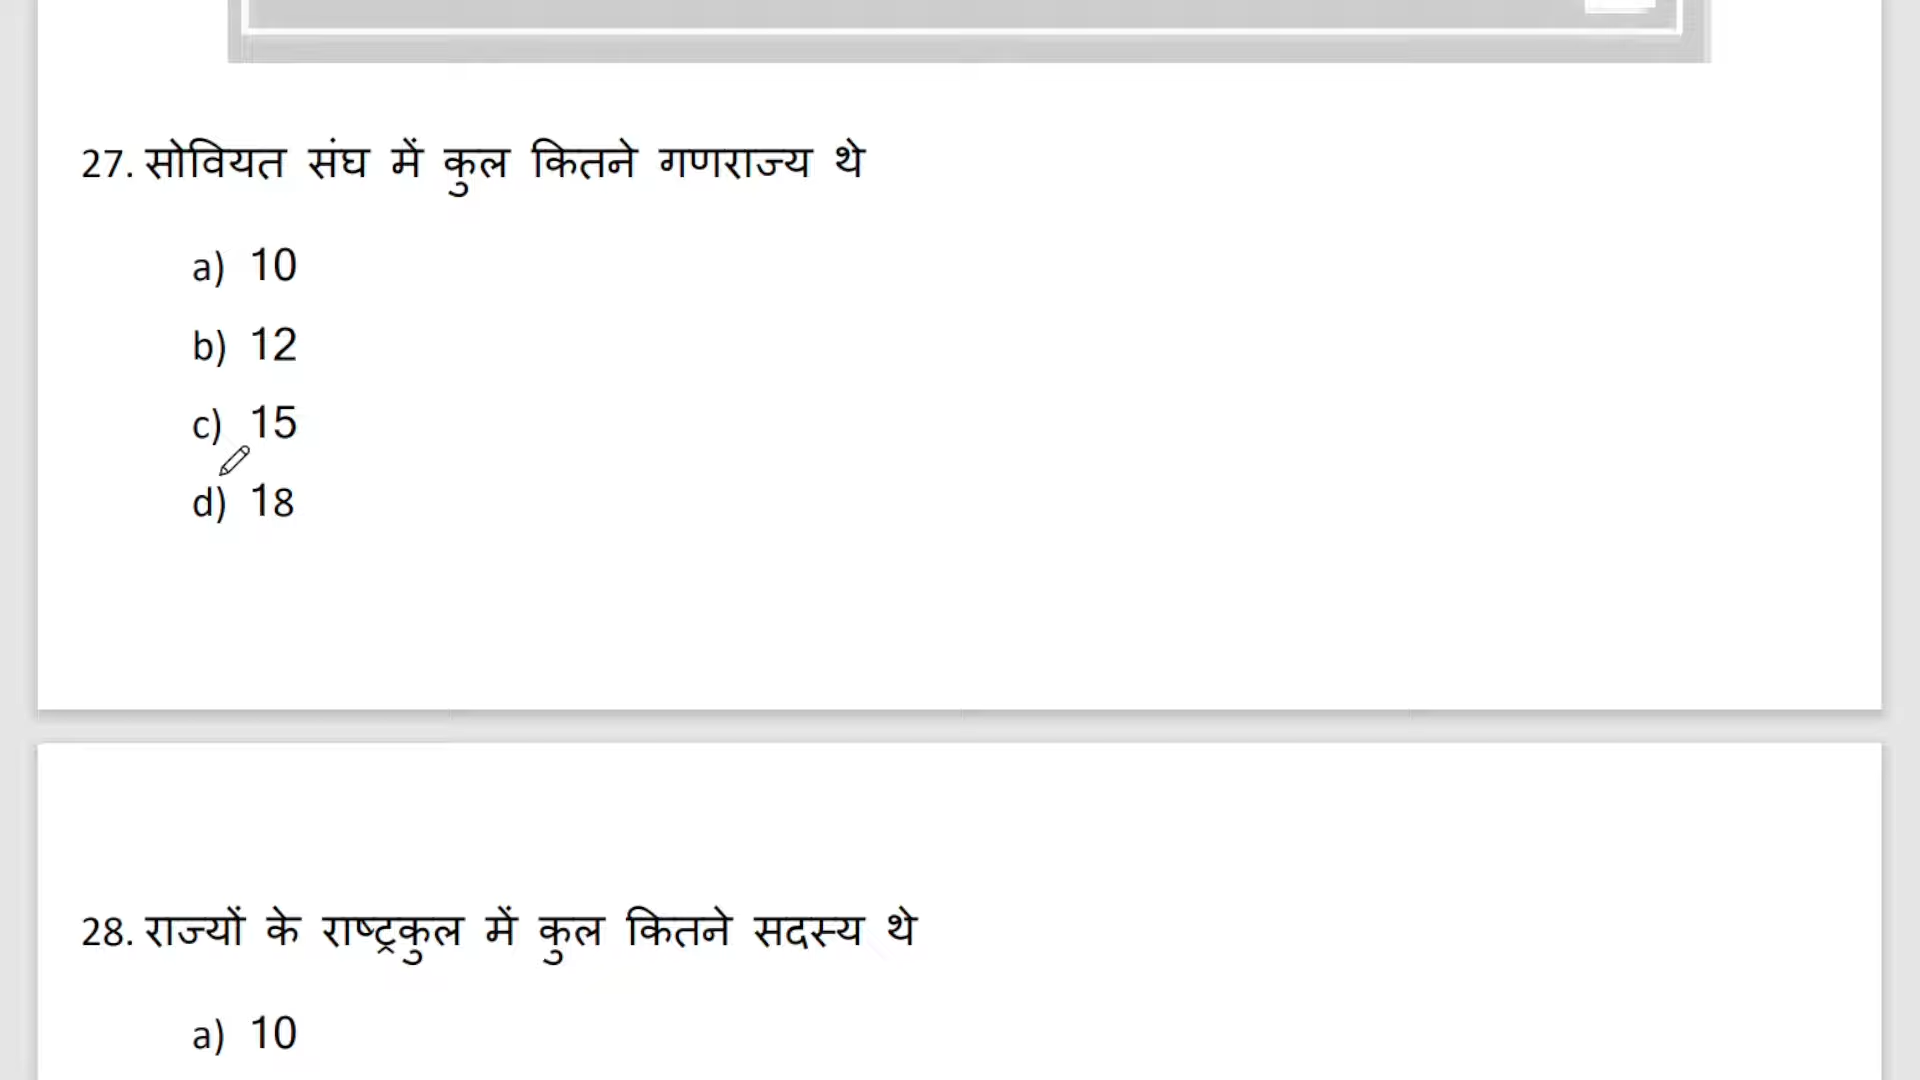 27. सोवियत संघ में कुल कितने गणराज्य थे
a) 10
b) 12
c) 15
d) 18
28. राज्यों के राष्ट्रकुल में कुल कितने सदस्य थे
a) 10